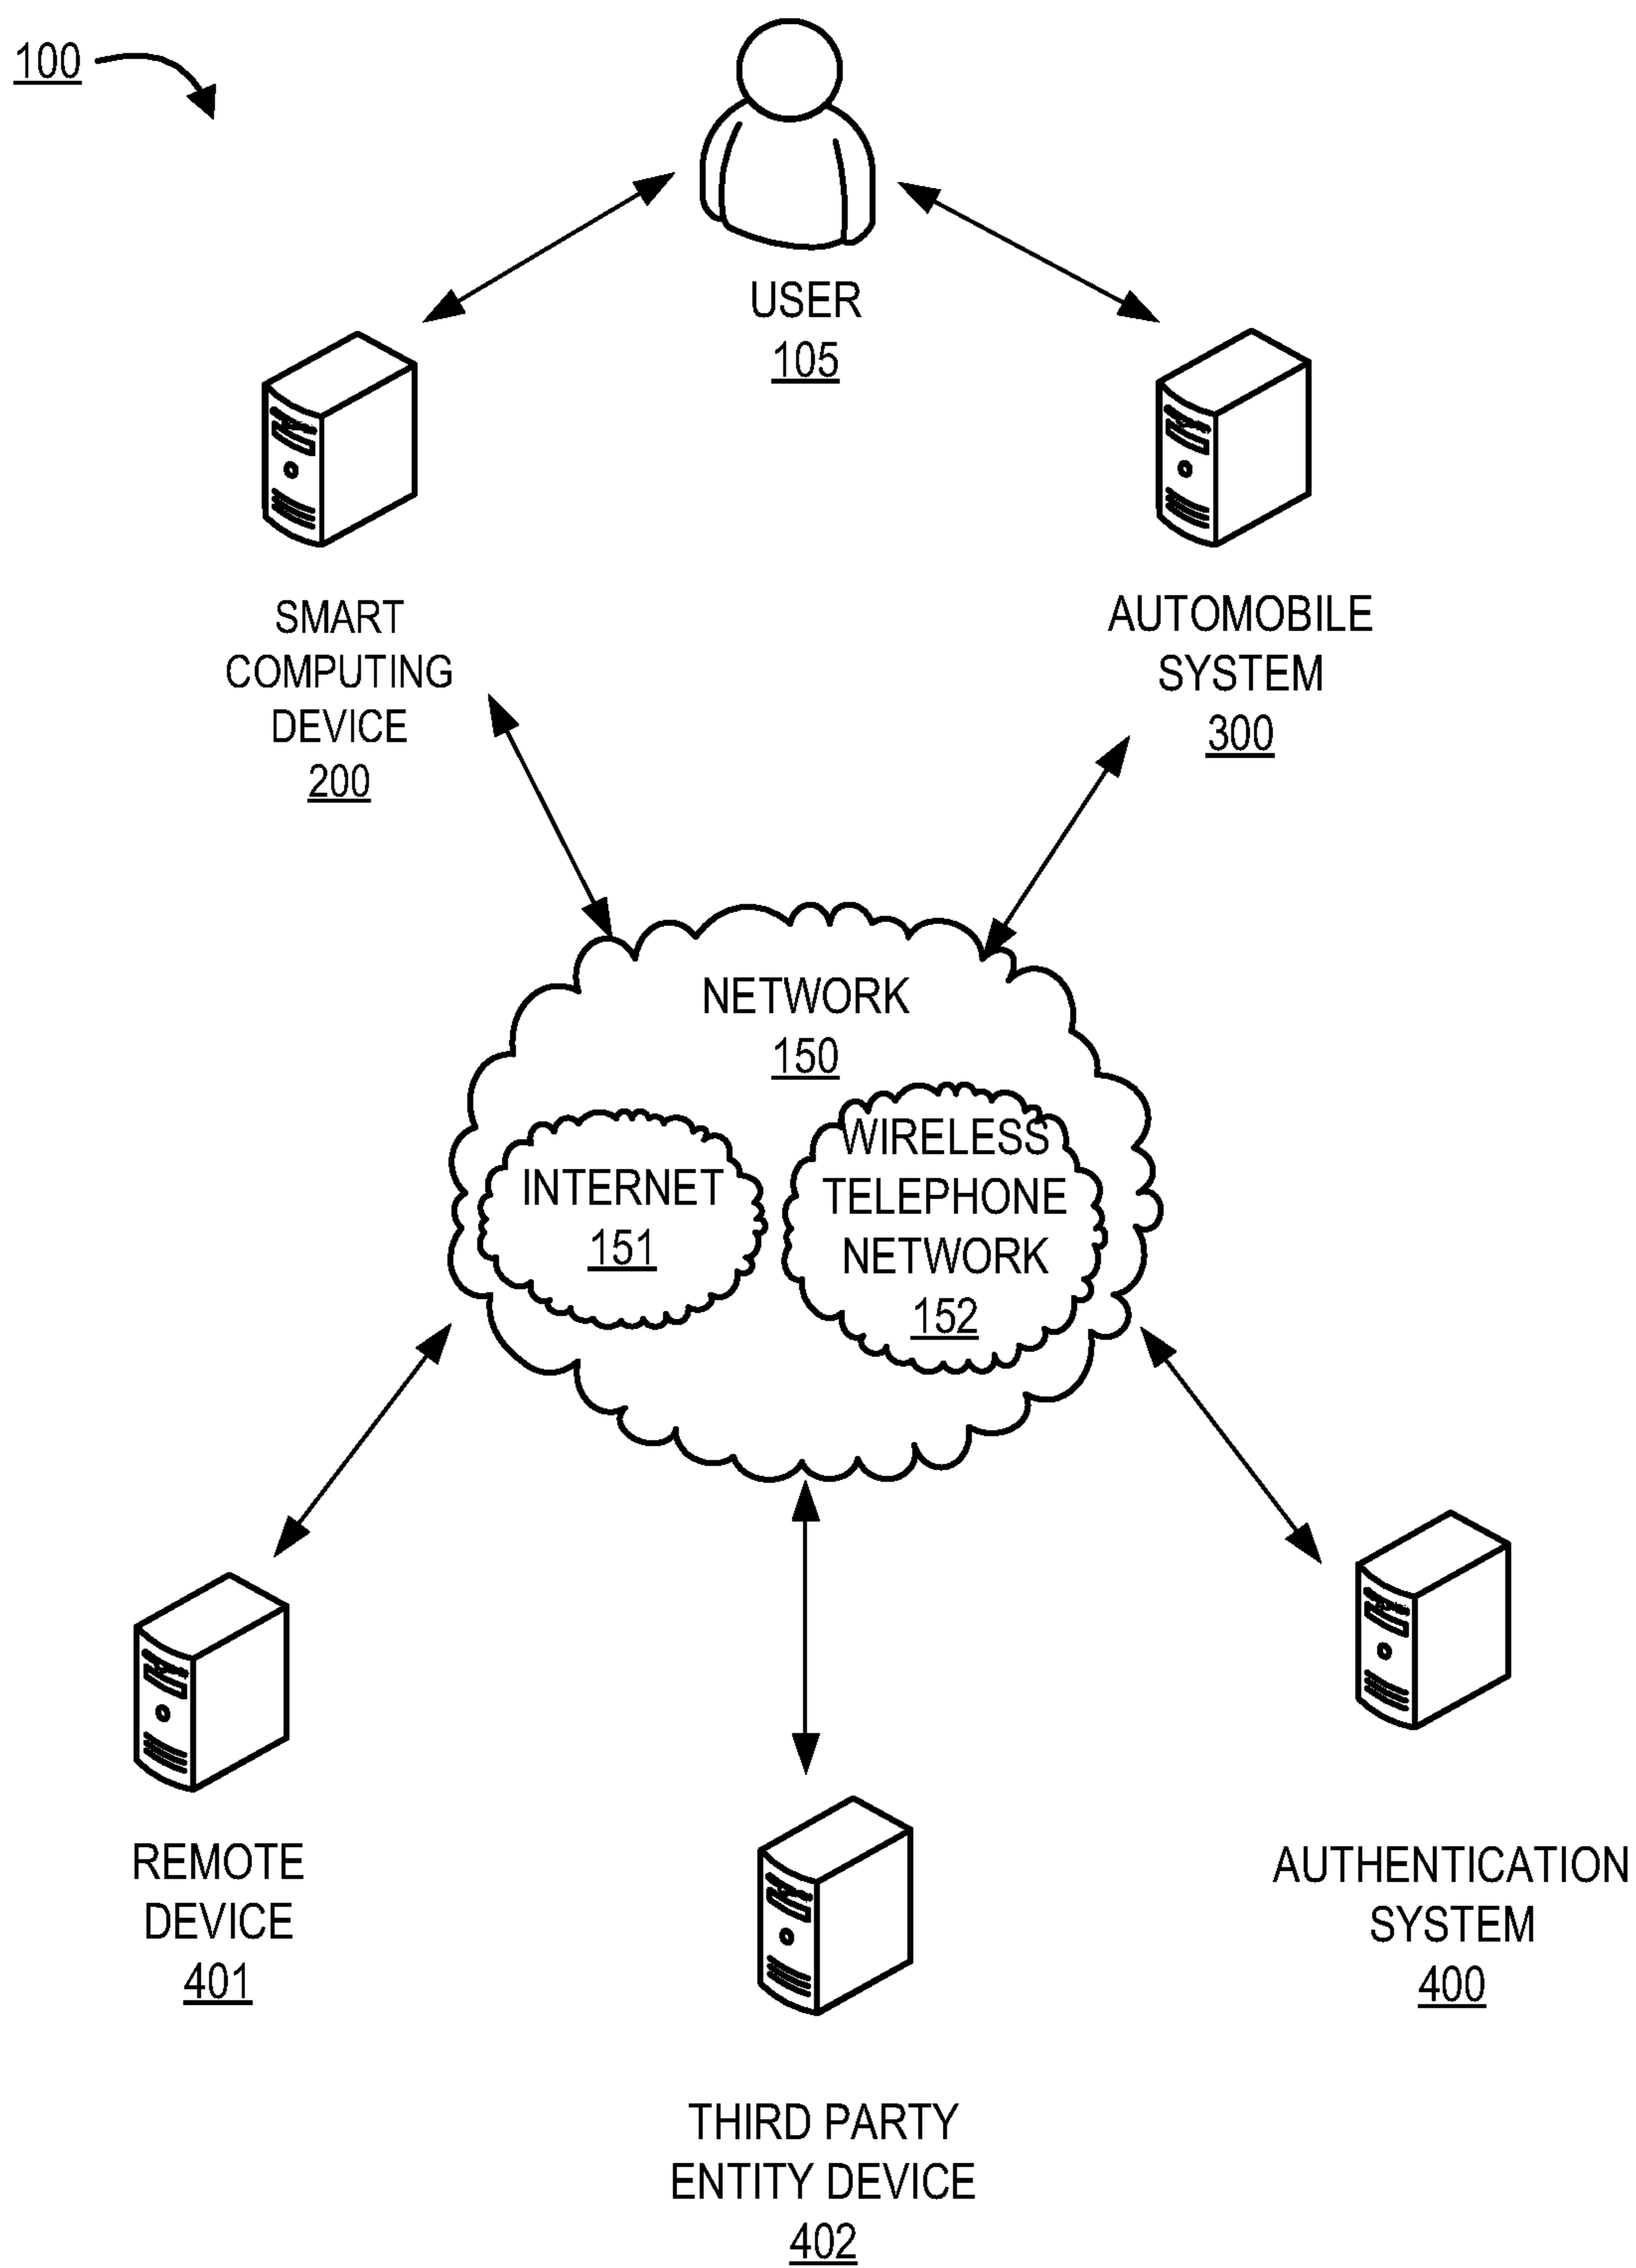 100
USER
105
SMART
COMPUTING
DEVICE
200
AUTOMOBILE
SYSTEM
300
NETWORK
150
INTERNET
151
WIRELESS
TELEPHONE
NETWORK
152
REMOTE
DEVICE
401
THIRD PARTY
ENTITY DEVICE
402
AUTHENTICATION
SYSTEM
400